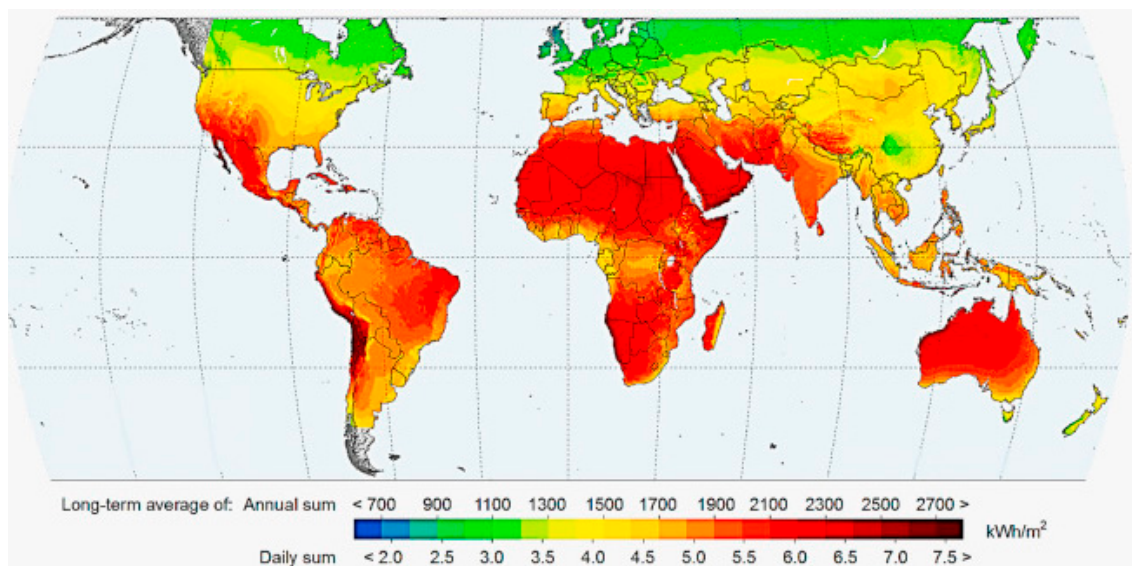 Long-term average of: Annual sum < 700 900 1100 1300 1500 1700 1900 2100 2300 2500 2700 >
kWh/m²
Daily sum < 2.0 2.5 3.0 3.5 4.0 4.5 5.0 5.5 6.0 6.5 7.0 7.5 >